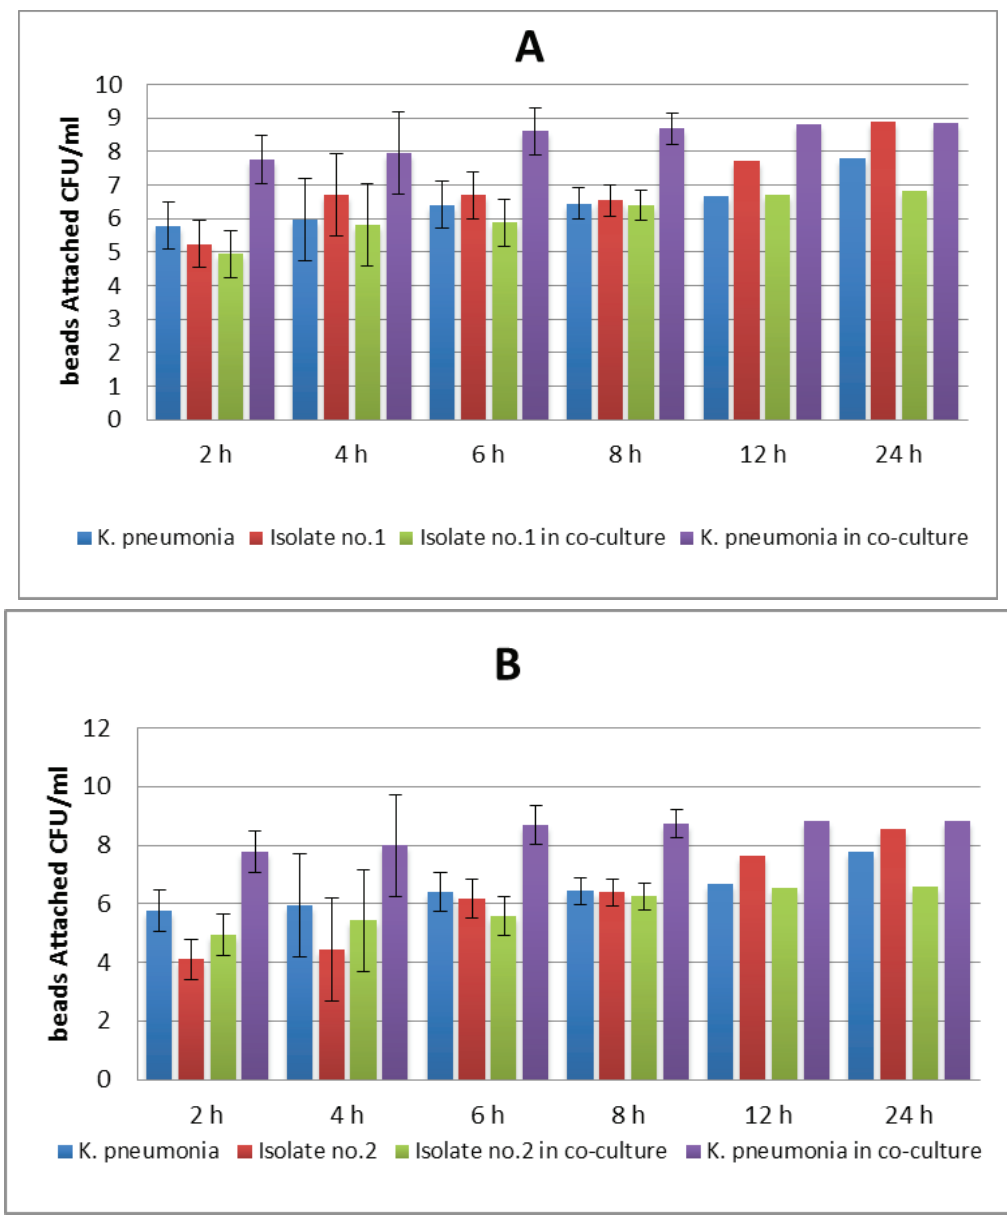 A
10
9
8
7
6
5
4
3
2
1
0
beads Attached CFU/ml
2 h 4 h 6 h 8 h 12 h 24 h
K. pneumonia Isolate no.1 Isolate no.1 in co-culture K. pneumonia in co-culture
B
12
10
8
6
4
2
0
beads Attached CFU/ml
2 h 4 h 6 h 8 h 12 h 24 h
K. pneumonia Isolate no.2 Isolate no.2 in co-culture K. pneumonia in co-culture